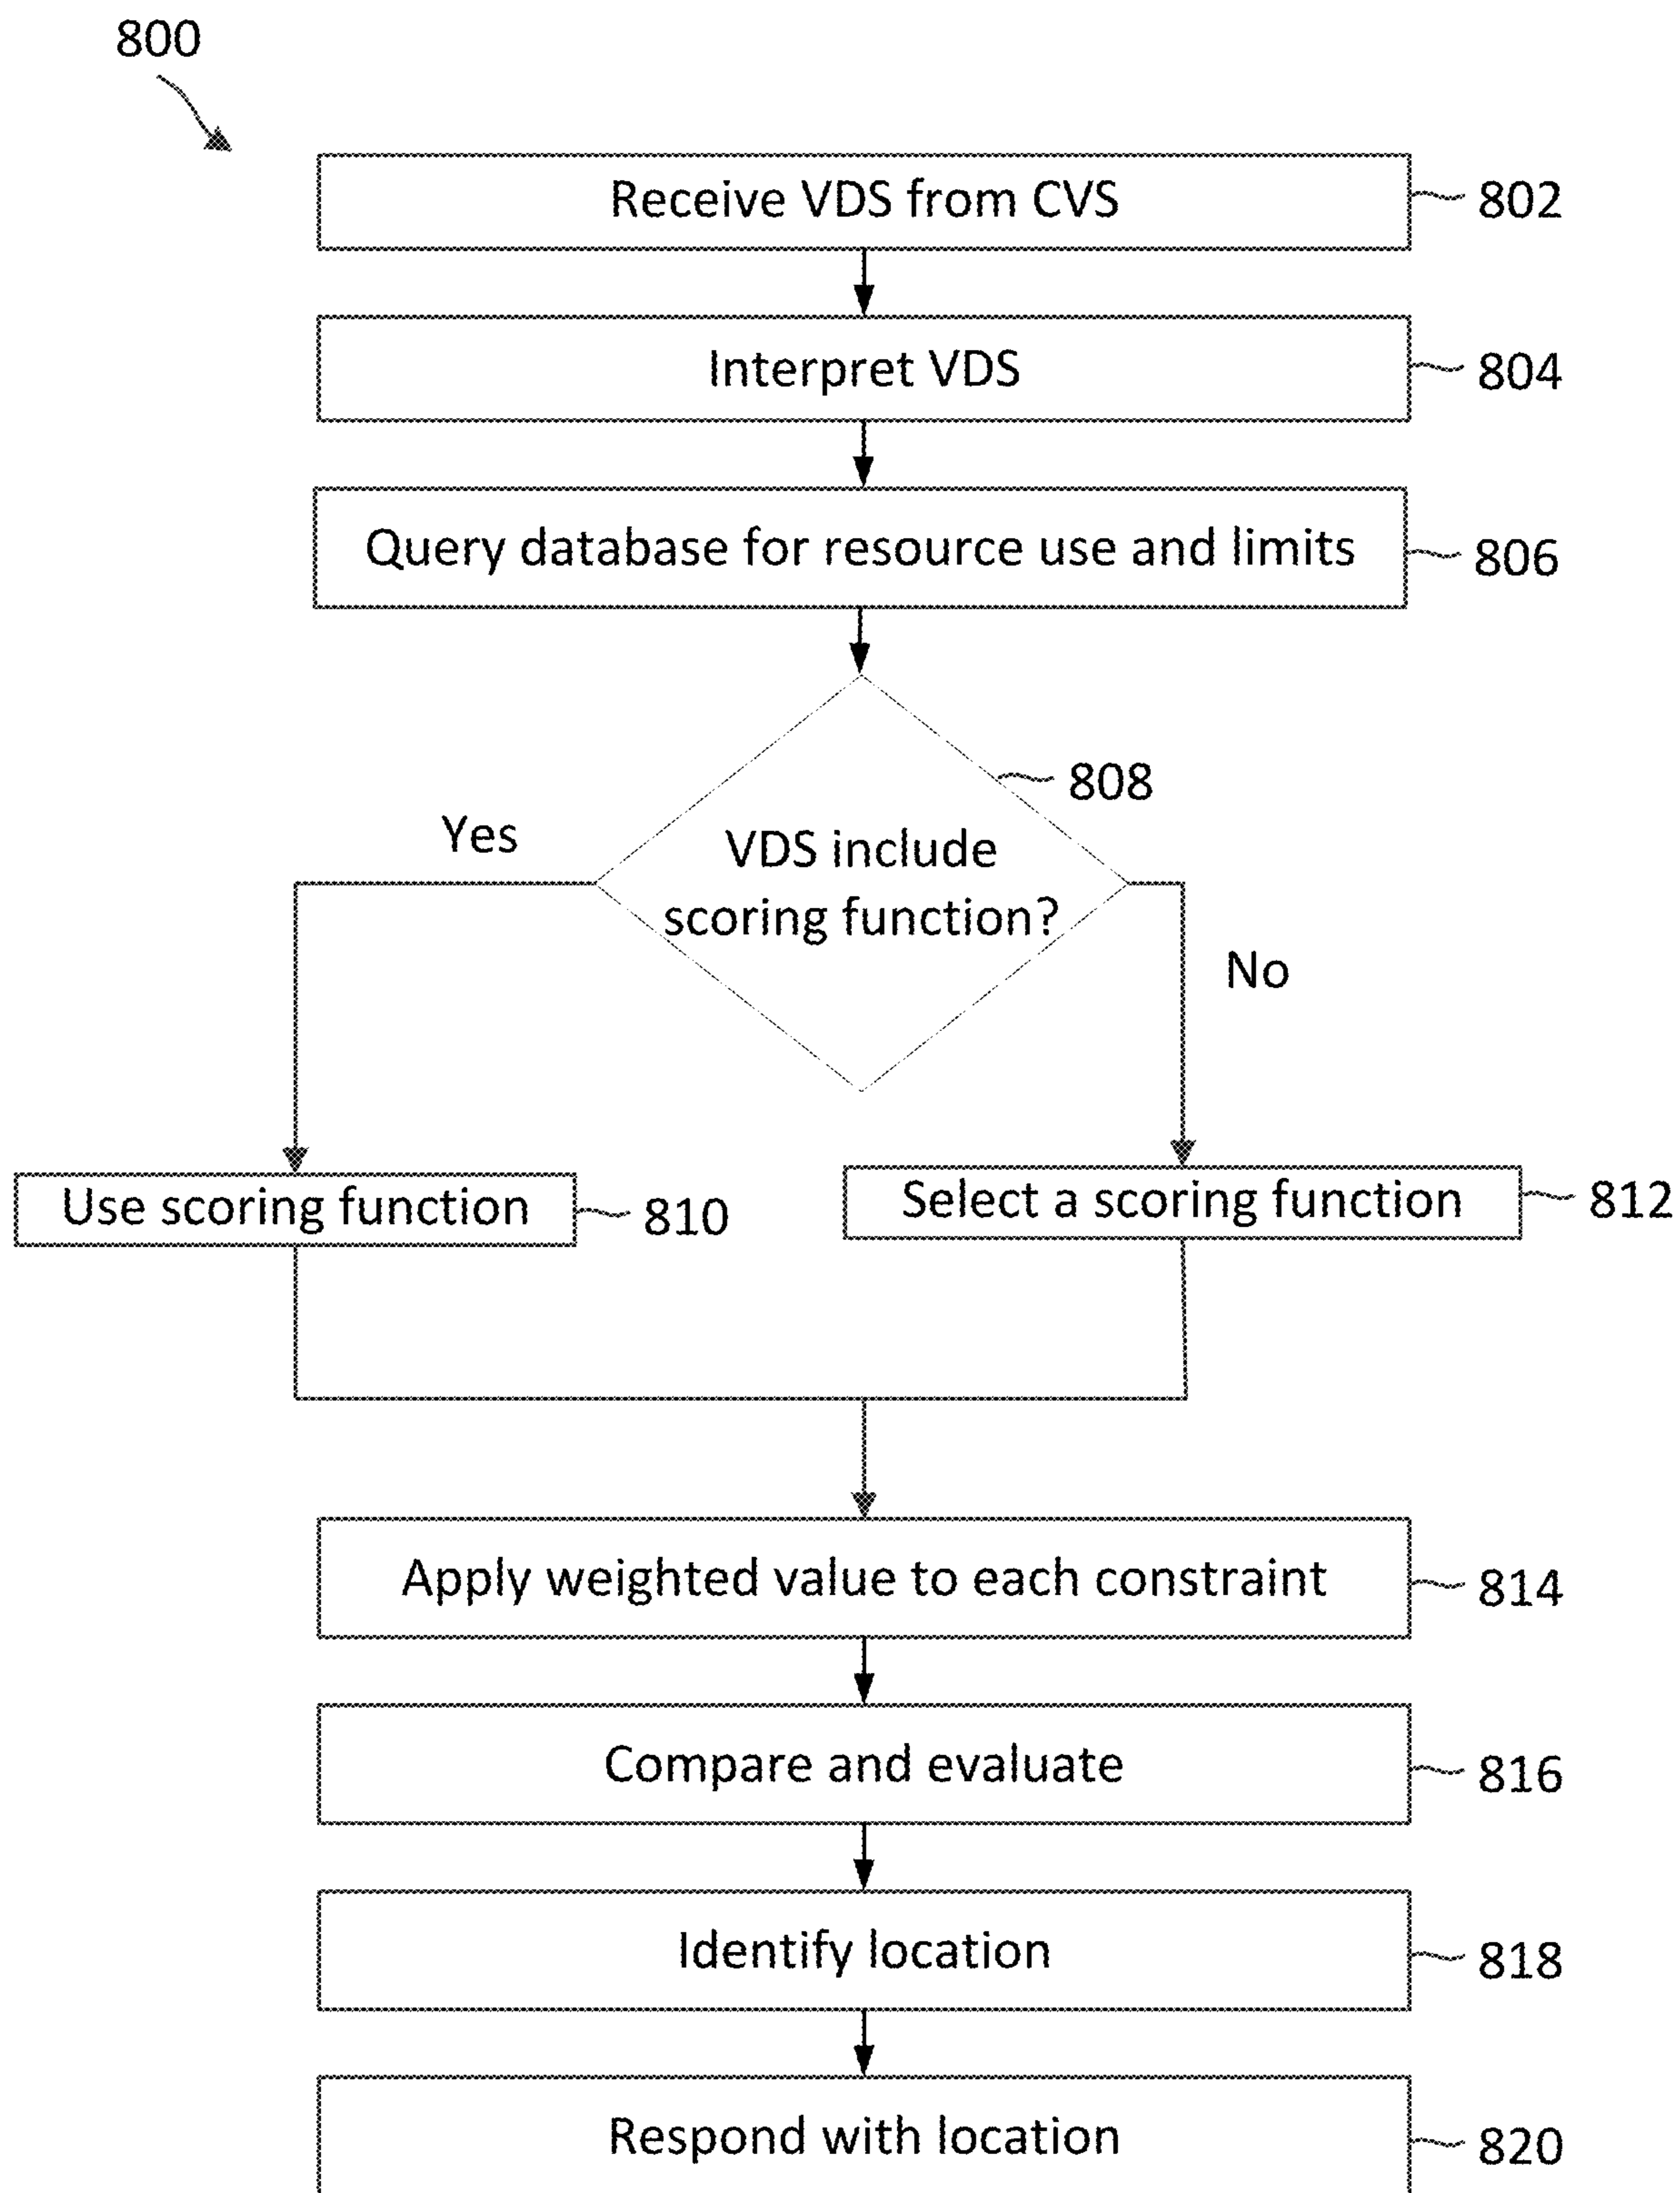 800
Receive VDS from CVS
802
Interpret VDS
804
Query database for resource use and limits
806
808
Yes
VDS include
scoring function?
No
Use scoring function
810
Select a scoring function
812
Apply weighted value to each constraint
814
Compare and evaluate
816
Identify location
818
Respond with location
820